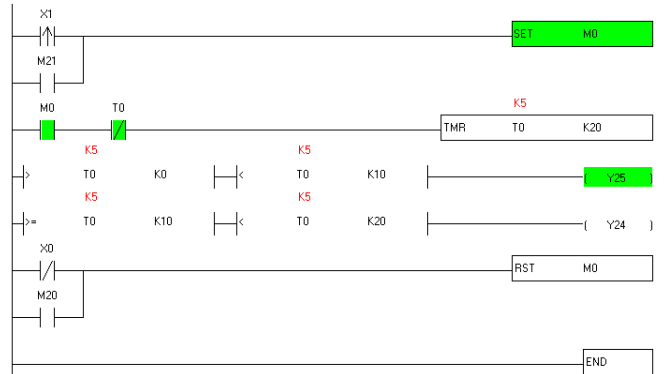 X1
SET M0
M21
M0 T0 K5
TMR T0 K20
K5 K5
> T0 K0 < T0 K10 ( Y25 )
K5 K5
>= T0 K10 < T0 K20 ( Y24 )
X0
RST M0
M20
END